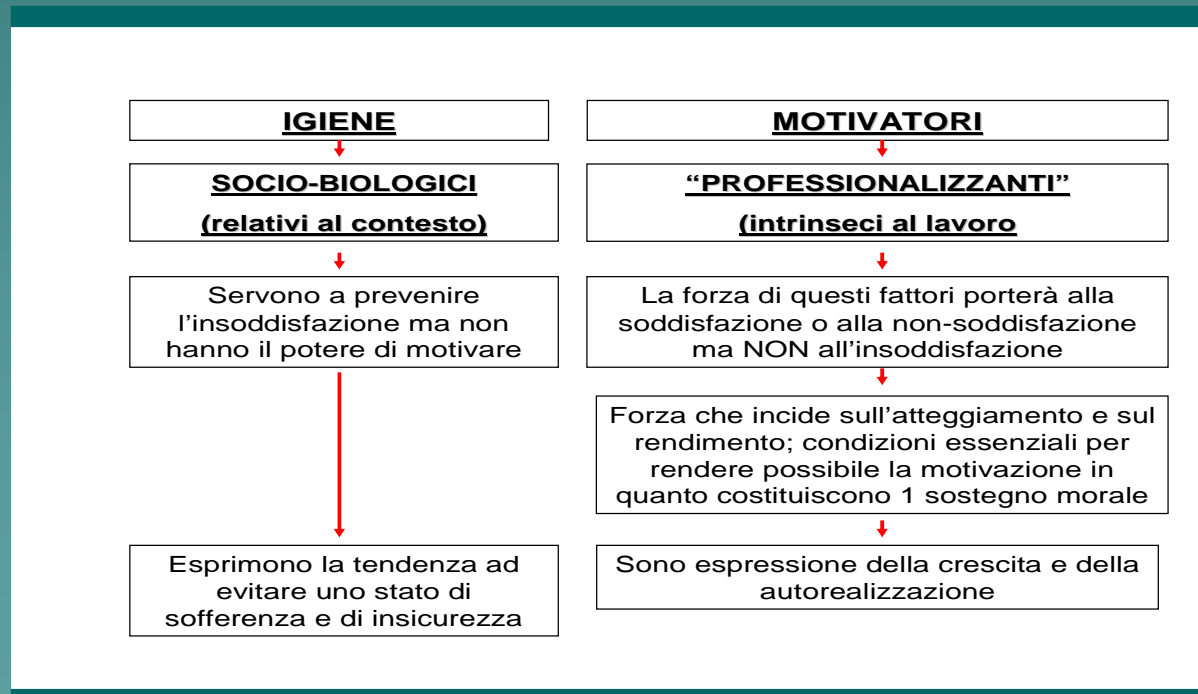 IGIENE
SOCIO-BIOLOGICI
(relativi al contesto)
Servono a prevenire
l’insoddisfazione ma non
hanno il potere di motivare
Esprimono la tendenza ad
evitare uno stato di
sofferenza e di insicurezza
MOTIVATORI
“PROFESSIONALIZZANTI”
(intrinseci al lavoro
La forza di questi fattori porterà alla
soddisfazione o alla non-soddisfazione
ma NON all’insoddisfazione
Forza che incide sull’atteggiamento e sul
rendimento; condizioni essenziali per
rendere possibile la motivazione in
quanto costituiscono 1 sostegno morale
Sono espressione della crescita e della
autorealizzazione